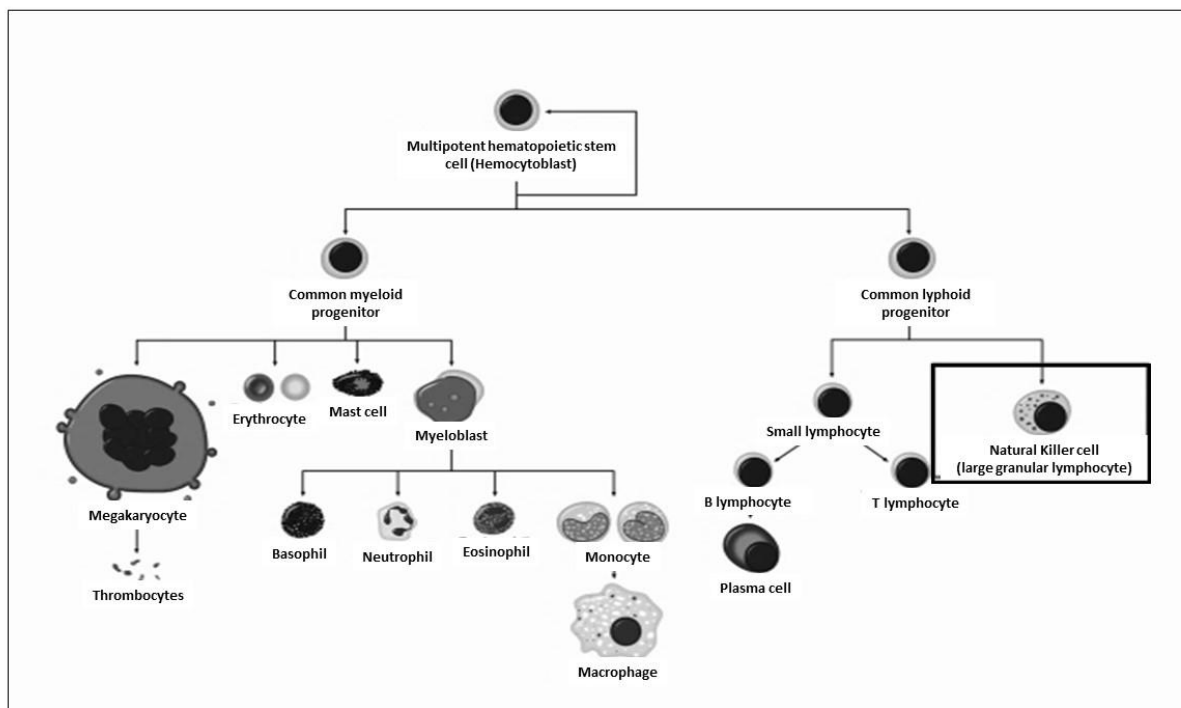 Multipotent hematopoietic stem
cell (Hemocytoblast)
Common myeloid
progenitor
Common lyphoid
progenitor
Erythrocyte
Mast cell
Myeloblast
Small lymphocyte
Natural Killer cell
(large granular lymphocyte)
Megakaryocyte
B lymphocyte
T lymphocyte
Basophil
Neutrophil
Eosinophil
Monocyte
Plasma cell
Thrombocytes
Macrophage